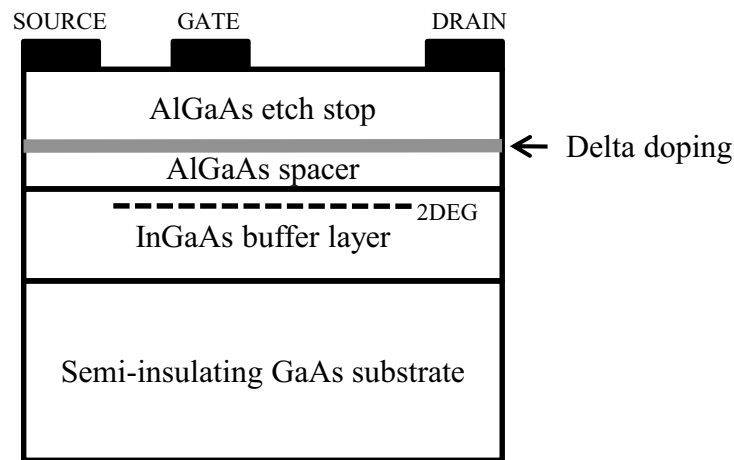 SOURCE GATE DRAIN
AlGaAs etch stop
Delta doping
AlGaAs spacer
2DEG
InGaAs buffer layer
Semi-insulating GaAs substrate